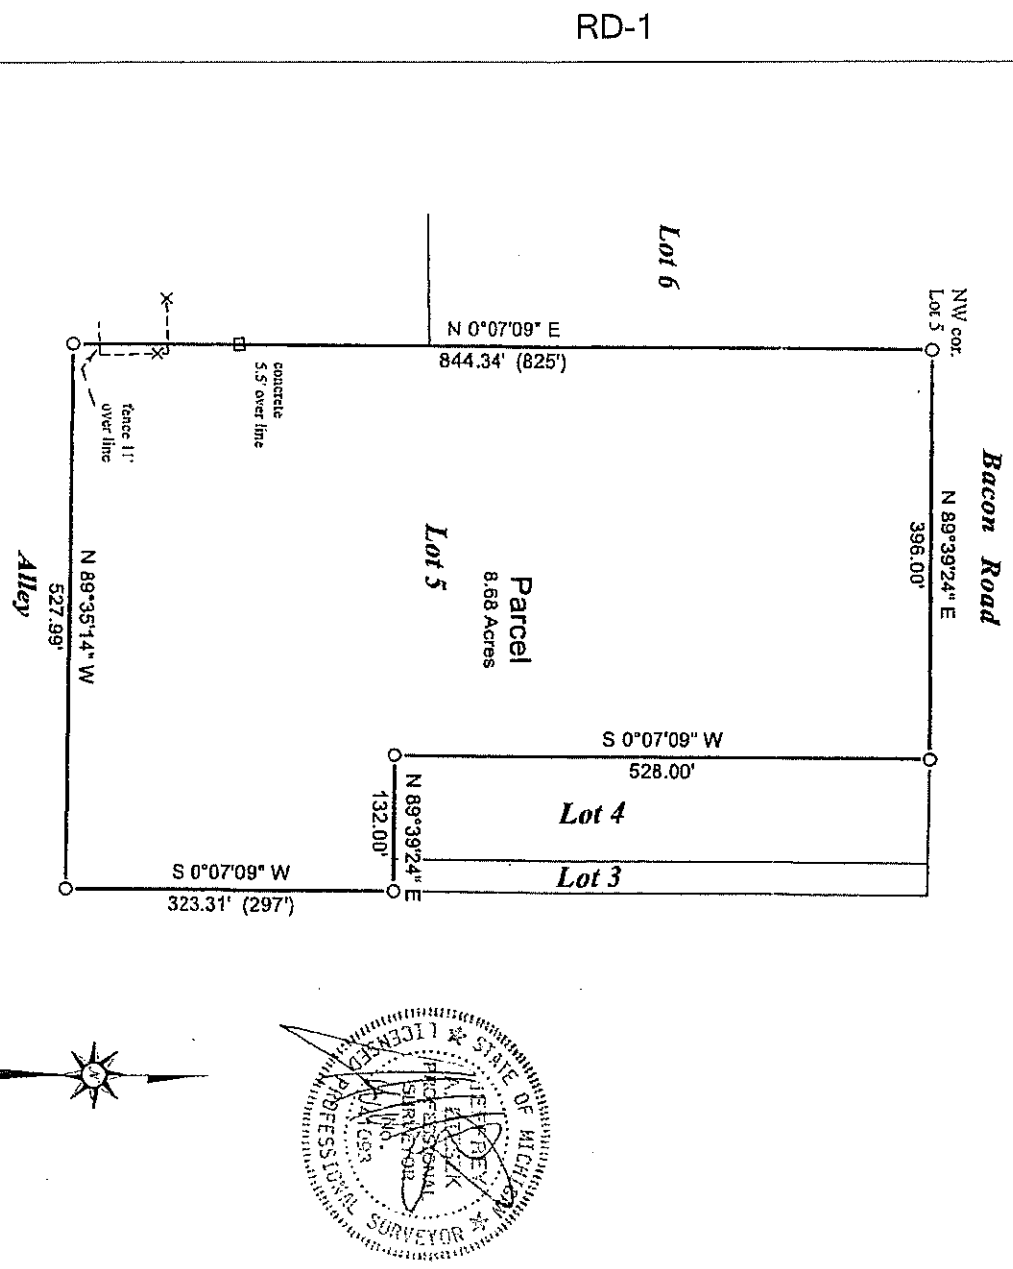 RD-1
NW cor.
Lot 5
Bacon Road
N 89°39'24" E
396.00'
Lot 6
N 0°07'09" E
844.34' (825')
concrete
5.5' over line
fence 11'
over line
Lot 5
Parcel
8.68 Acres
S 0°07'09" W
528.00'
Lot 4
Lot 3
N 89°39'24" E
132.00'
S 0°07'09" W
323.31' (297')
N 89°35'14" W
527.99'
Alley
N
STATE OF MICHIGAN
JEFFREY
A.
PROFESSIONAL
SURVEYOR
NO.
LICENSED PROFESSIONAL SURVEYOR